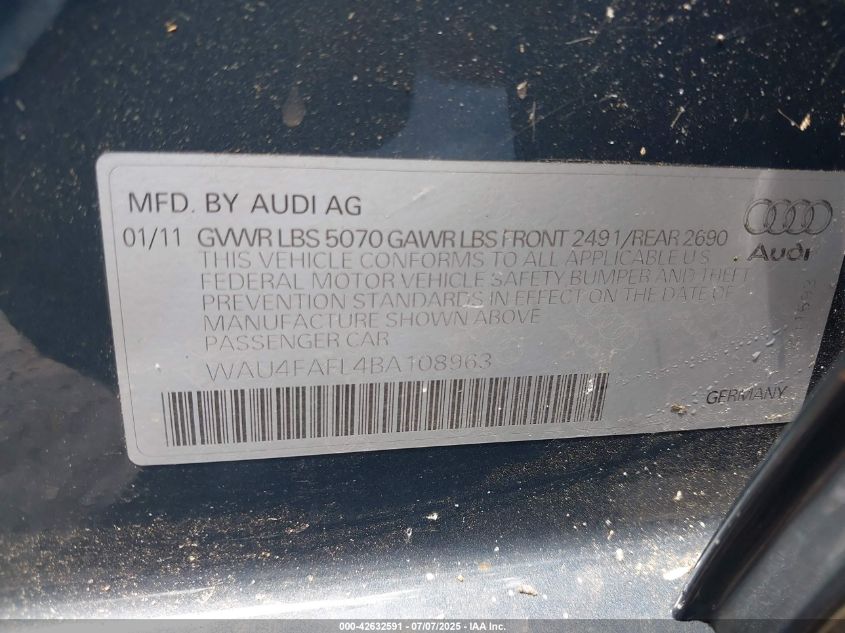 MFD. BY AUDI AG
01/11 GVWR LBS 5070 GAWR LBS FRONT 2491/REAR 2690
THIS VEHICLE CONFORMS TO ALL APPLICABLE U S
FEDERAL MOTOR VEHICLE SAFETY BUMPER AND THEFT
PREVENTION STANDARDS IN EFFECT ON THE DATE OF
MANUFACTURE SHOWN ABOVE
PASSENGER CAR
WAU4FAFL4BA108963
Audi
GERMANY
000-42632591 - 07/07/2025 - IAA Inc.